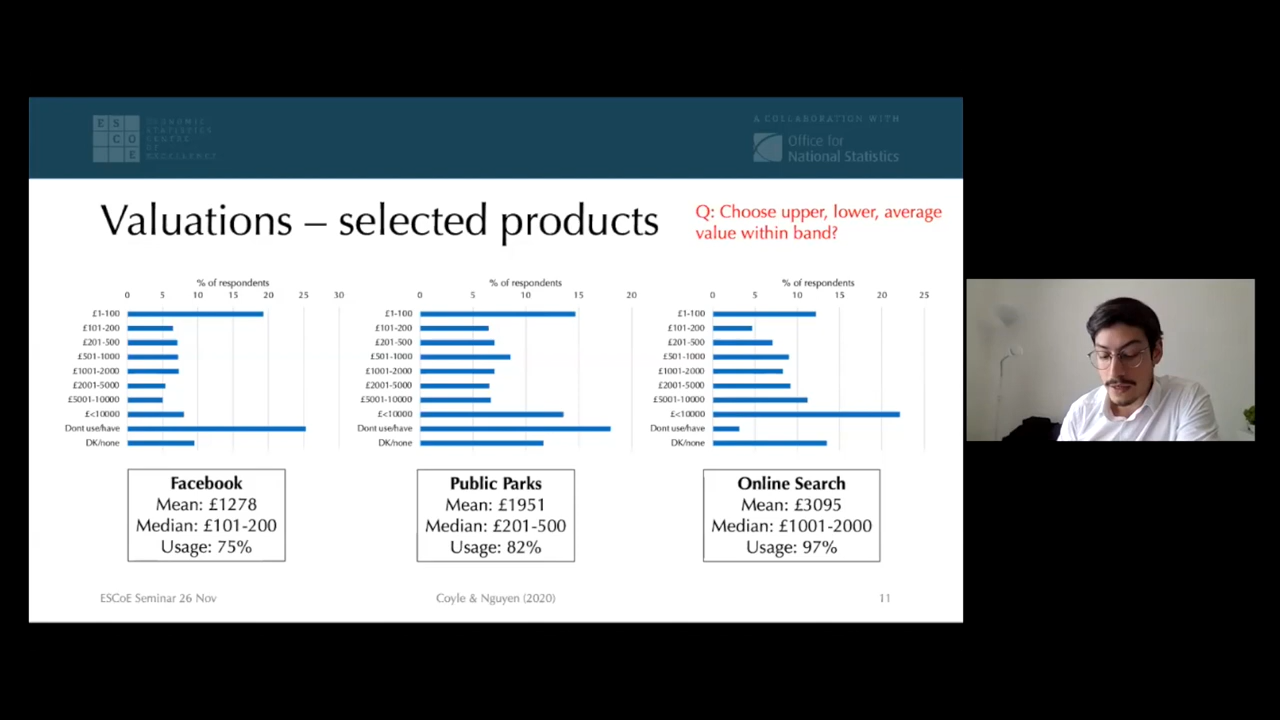 E S
C O
E
ECONOMIC
STATISTICS
CENTRE
OF
EXCELLENCE
A COLLABORATION WITH
Office for
National Statistics
Valuations – selected products
Q: Choose upper, lower, average
value within band?
% of respondents
0 5 10 15 20 25 30
£1-100
£101-200
£201-500
£501-1000
£1001-2000
£2001-5000
£5001-10000
£<10000
Dont use/have
DK/none
% of respondents
0 5 10 15 20
£1-100
£101-200
£201-500
£501-1000
£1001-2000
£2001-5000
£5001-10000
£<10000
Dont use/have
DK/none
% of respondents
0 5 10 15 20 25
£1-100
£101-200
£201-500
£501-1000
£1001-2000
£2001-5000
£5001-10000
£<10000
Dont use/have
DK/none
Facebook
Mean: £1278
Median: £101-200
Usage: 75%
Public Parks
Mean: £1951
Median: £201-500
Usage: 82%
Online Search
Mean: £3095
Median: £1001-2000
Usage: 97%
ESCoE Seminar 26 Nov
Coyle & Nguyen (2020)
11